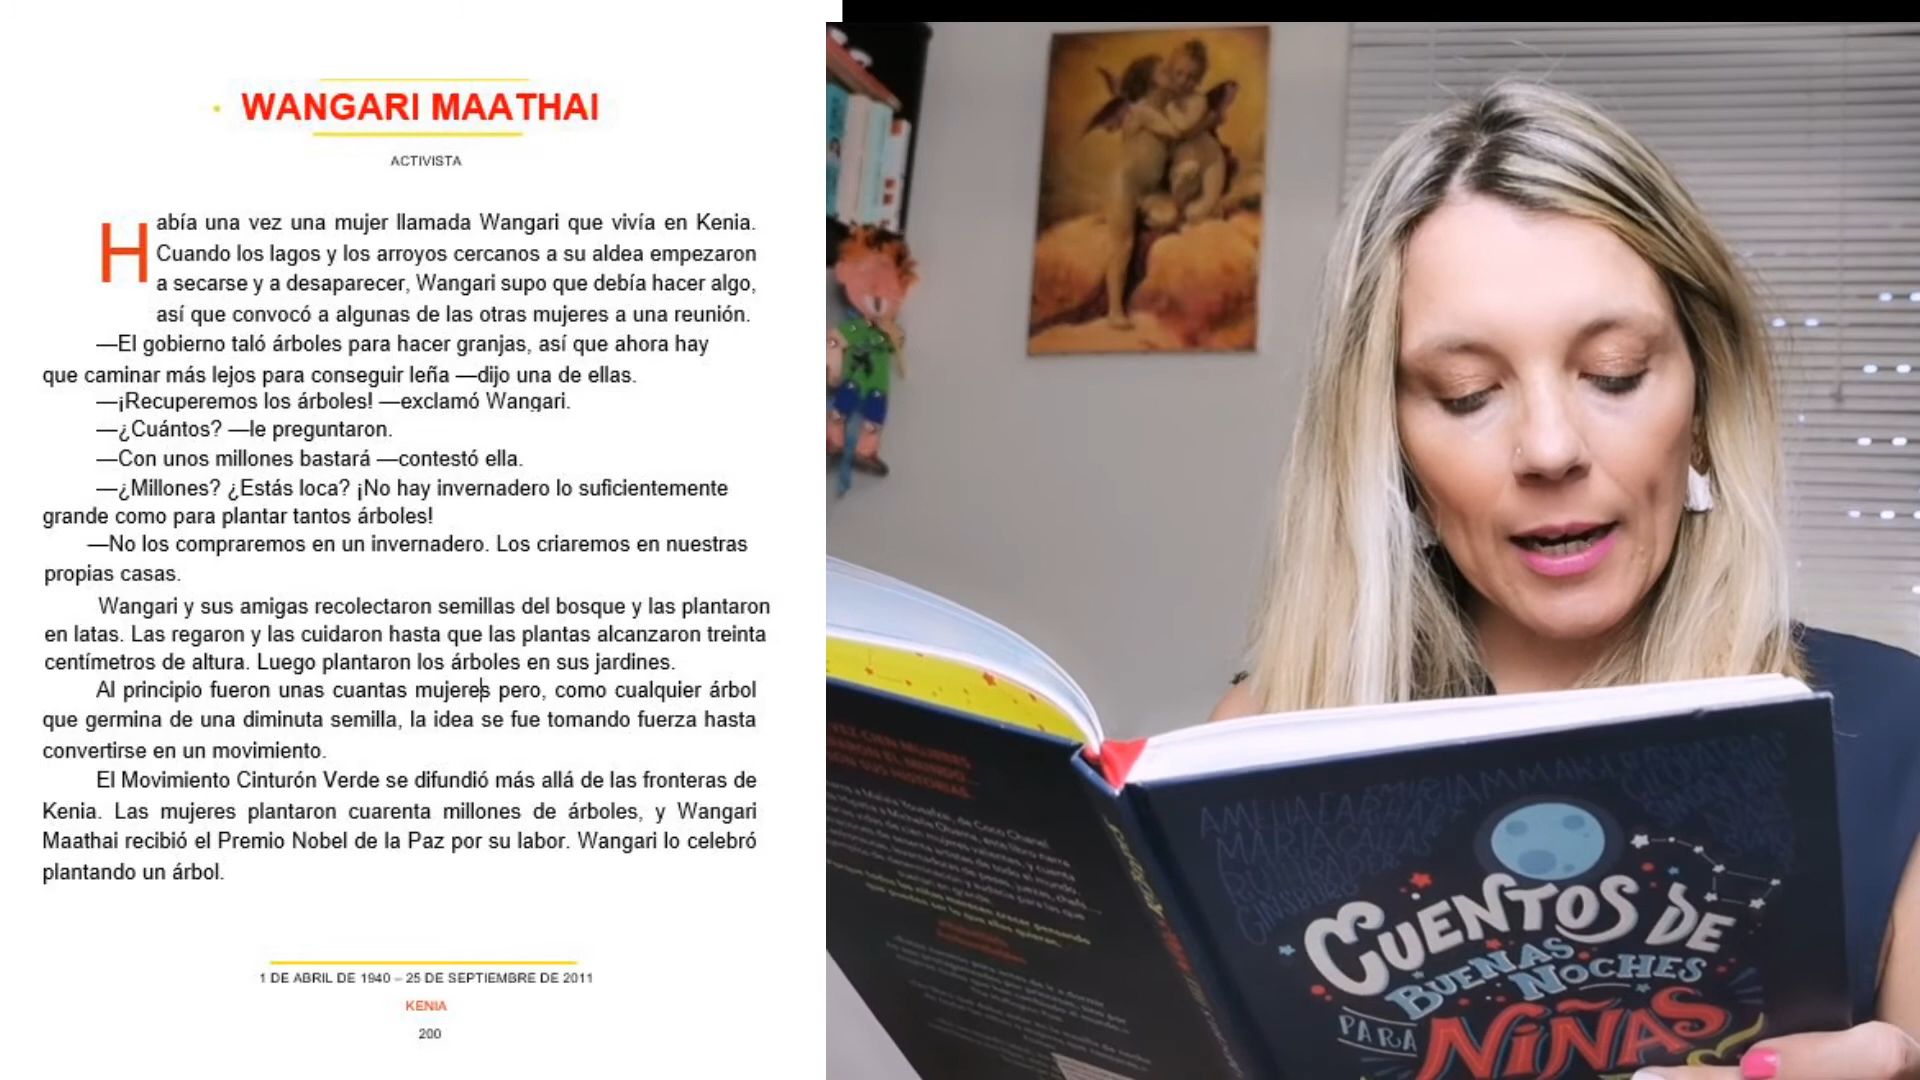 WANGARI MAATHAI
ACTIVISTA
Había una vez una mujer llamada Wangari que vivía en Kenia.
Cuando los lagos y los arroyos cercanos a su aldea empezaron
a secarse y a desaparecer, Wangari supo que debía hacer algo,
así que convocó a algunas de las otras mujeres a una reunión.
—El gobierno taló árboles para hacer granjas, así que ahora hay
que caminar más lejos para conseguir leña —dijo una de ellas.
—¡Recuperemos los árboles! —exclamó Wangari.
—¿Cuántos? —le preguntaron.
—Con unos millones bastará —contestó ella.
—¿Millones? ¿Estás loca? ¡No hay invernadero lo suficientemente
grande como para plantar tantos árboles!
—No los compraremos en un invernadero. Los criaremos en nuestras
propias casas.
Wangari y sus amigas recolectaron semillas del bosque y las plantaron
en latas. Las regaron y las cuidaron hasta que las plantas alcanzaron treinta
centímetros de altura. Luego plantaron los árboles en sus jardines.
Al principio fueron unas cuantas mujeres pero, como cualquier árbol
que germina de una diminuta semilla, la idea se fue tomando fuerza hasta
convertirse en un movimiento.
El Movimiento Cinturón Verde se difundió más allá de las fronteras de
Kenia. Las mujeres plantaron cuarenta millones de árboles, y Wangari
Maathai recibió el Premio Nobel de la Paz por su labor. Wangari lo celebró
plantando un árbol.
1 DE ABRIL DE 1940 – 25 DE SEPTIEMBRE DE 2011
KENIA
200
CUENTOS DE
BUENAS
NOCHES
PARA
NIÑAS